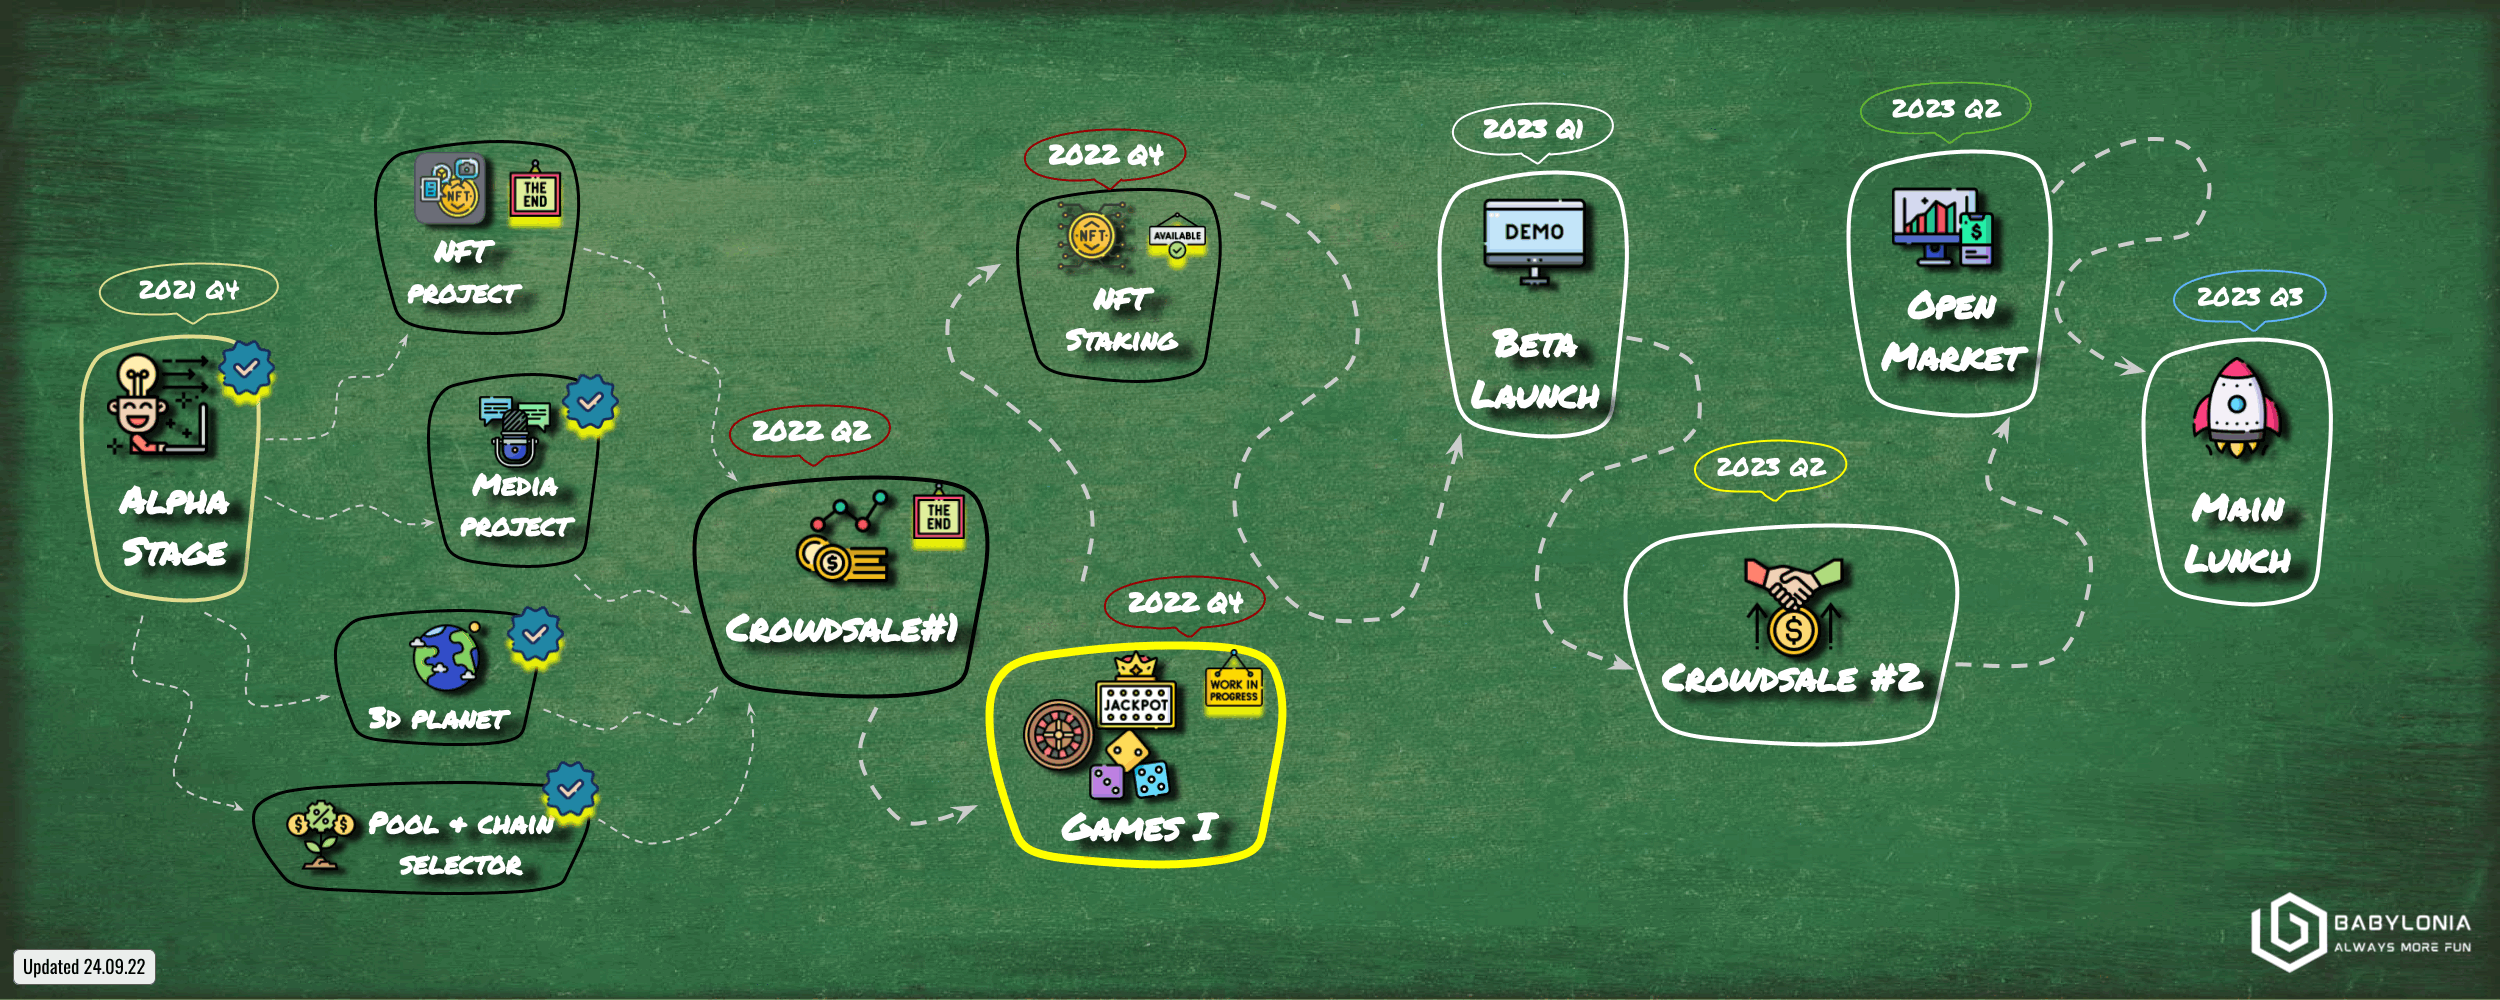 2021 Q4
ALPHA
STAGE
NFT
THE
END
NFT
PROJECT
MEDIA
PROJECT
3D PLANET
POOL + CHAIN
SELECTOR
2022 Q2
THE
END
CROWDSALE#1
2022 Q4
NFT
AVAILABLE
NFT
STAKING
2022 Q4
JACKPOT
WORK IN
PROGRESS
GAMES I
2023 Q1
DEMO
BETA
LAUNCH
2023 Q2
CROWDSALE #2
2023 Q2
OPEN
MARKET
2023 Q3
MAIN
LUNCH
Updated 24.09.22
BABYLONIA
ALWAYS MORE FUN